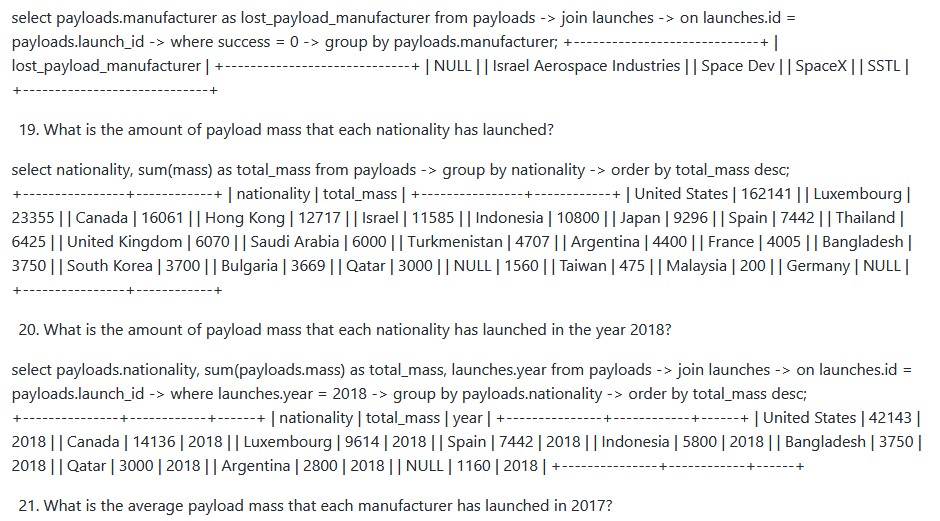 select payloads.manufacturer as lost_payload_manufacturer from payloads -> join launches -> on launches.id =
payloads.launch_id -> where success = 0 -> group by payloads.manufacturer; +----------------------------+ |
lost_payload_manufacturer | +----------------------------+ | NULL | | Israel Aerospace Industries | | Space Dev | | SpaceX | | SSTL |
+----------------------------+
19. What is the amount of payload mass that each nationality has launched?
select nationality, sum(mass) as total_mass from payloads -> group by nationality -> order by total_mass desc;
+---------------+------------+ | nationality | total_mass | +---------------+------------+ | United States | 162141 | | Luxembourg |
23355 | | Canada | 16061 | | Hong Kong | 12717 | | Israel | 11585 | | Indonesia | 10800 | | Japan | 9296 | | Spain | 7442 | | Thailand |
6425 | | United Kingdom | 6070 | | Saudi Arabia | 6000 | | Turkmenistan | 4707 | | Argentina | 4400 | | France | 4005 | | Bangladesh |
3750 | | South Korea | 3700 | | Bulgaria | 3669 | | Qatar | 3000 | | NULL | 1560 | | Taiwan | 475 | | Malaysia | 200 | | Germany | NULL |
+---------------+------------+
20. What is the amount of payload mass that each nationality has launched in the year 2018?
select payloads.nationality, sum(payloads.mass) as total_mass, launches.year from payloads -> join launches -> on launches.id =
payloads.launch_id -> where launches.year = 2018 -> group by payloads.nationality -> order by total_mass desc;
+---------------+------------+------+ | nationality | total_mass | year | +---------------+------------+------+ | United States | 42143 |
2018 | | Canada | 14136 | 2018 | | Luxembourg | 9614 | 2018 | | Spain | 7442 | 2018 | | Indonesia | 5800 | 2018 | | Bangladesh | 3750 |
2018 | | Qatar | 3000 | 2018 | | Argentina | 2800 | 2018 | | NULL | 1160 | 2018 | +---------------+------------+------+
21. What is the average payload mass that each manufacturer has launched in 2017?